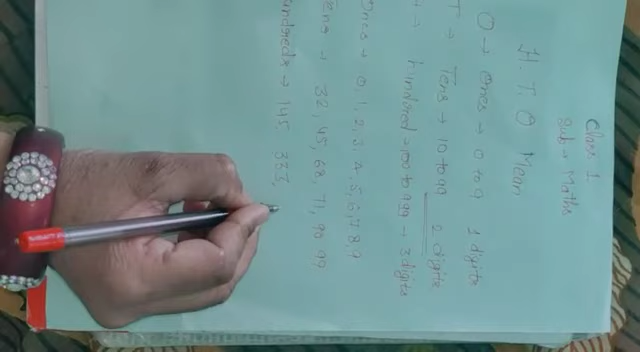 Class 1
Sub → Maths
H. T. O Mean
O → Ones → 0 to 9 1 digits
T → Tens → 10 to 99 2 digits
H → Hundred → 100 to 999 → 3 digits
Ones → 0, 1, 2, 3, 4, 5, 6, 7, 8, 9
Tens → 32, 45, 68, 71, 90 99
Hundreds → 145, 333,